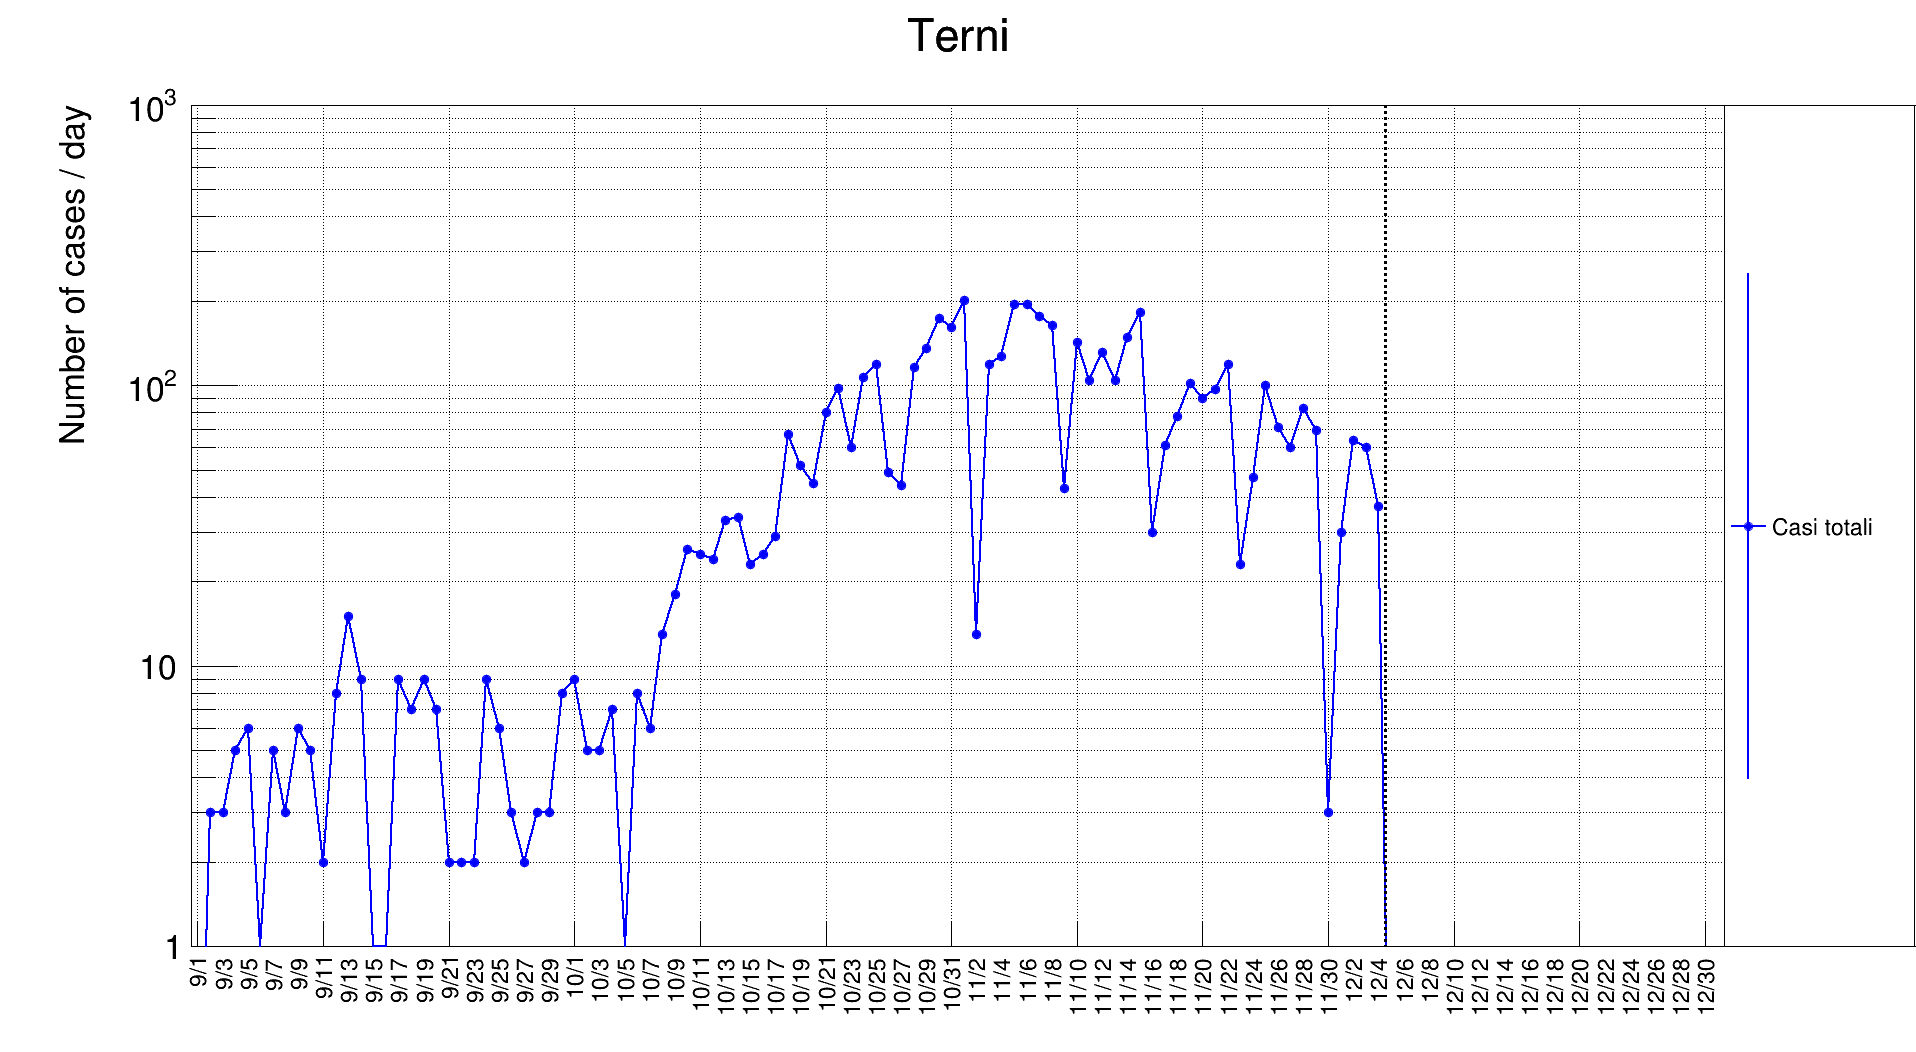 Terni
Number of cases / day
10³
10²
10
1
9/1 9/3 9/5 9/7 9/9 9/11 9/13 9/15 9/17 9/19 9/21 9/23 9/25 9/27 9/29 10/1 10/3 10/5 10/7 10/9 10/11 10/13 10/15 10/17 10/19 10/21 10/23 10/25 10/27 10/29 10/31 11/2 11/4 11/6 11/8 11/10 11/12 11/14 11/16 11/18 11/20 11/22 11/24 11/26 11/28 11/30 12/2 12/4 12/6 12/8 12/10 12/12 12/14 12/16 12/18 12/20 12/22 12/24 12/26 12/28 12/30
Casi totali